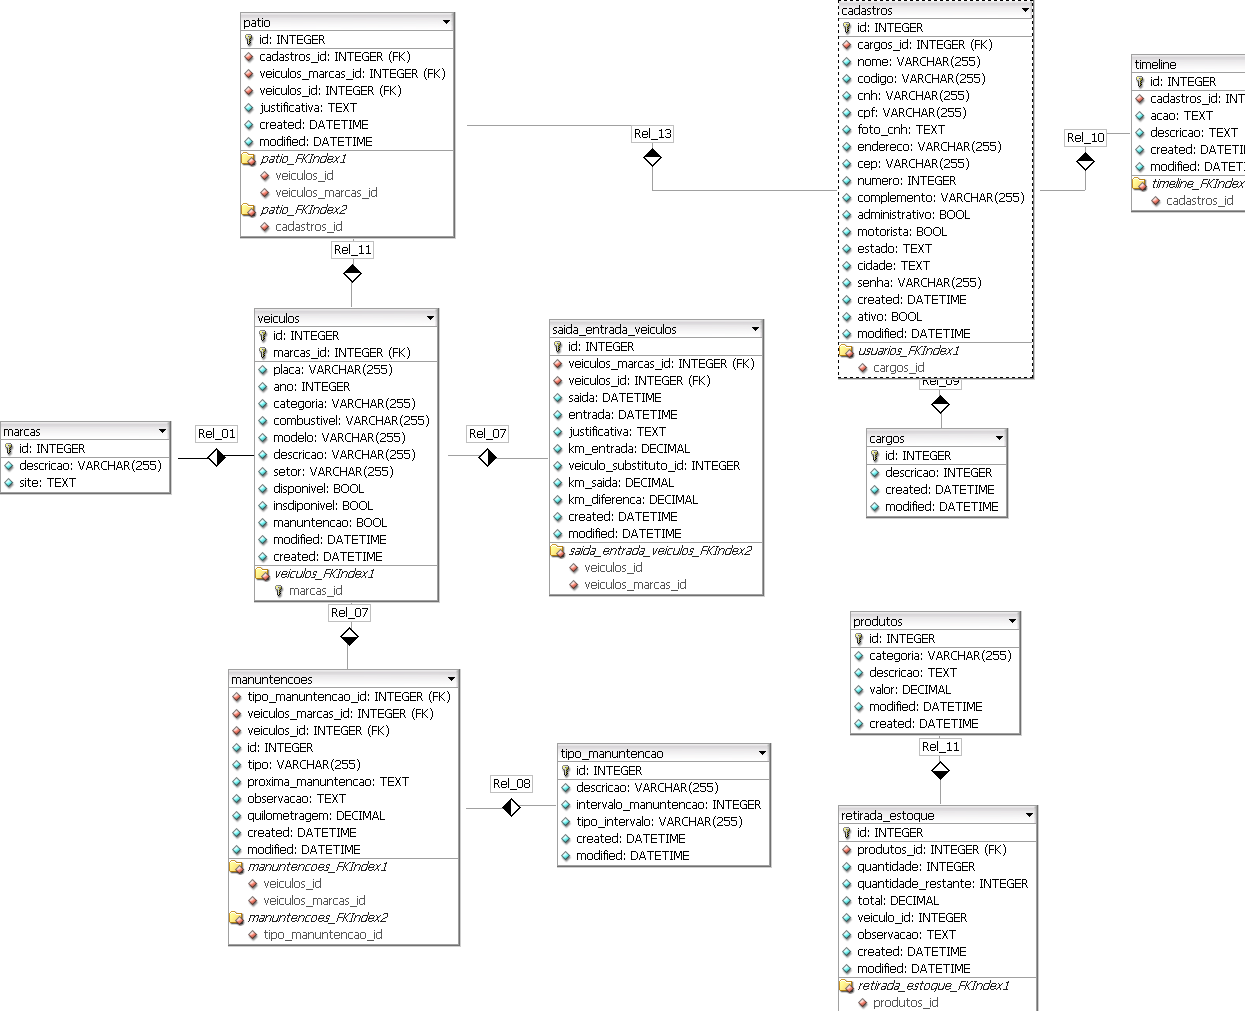 patio
id: INTEGER
cadastros_id: INTEGER (FK)
veiculos_marcas_id: INTEGER (FK)
veiculos_id: INTEGER (FK)
justificativa: TEXT
created: DATETIME
modified: DATETIME
patio_FKIndex1
veiculos_id
veiculos_marcas_id
patio_FKIndex2
cadastros_id
Rel_13
cadastros
id: INTEGER
cargos_id: INTEGER (FK)
nome: VARCHAR(255)
codigo: VARCHAR(255)
cnh: VARCHAR(255)
cpf: VARCHAR(255)
foto_cnh: TEXT
endereco: VARCHAR(255)
cep: VARCHAR(255)
numero: INTEGER
complemento: VARCHAR(255)
administrativo: BOOL
motorista: BOOL
estado: TEXT
cidade: TEXT
senha: VARCHAR(255)
created: DATETIME
ativo: BOOL
modified: DATETIME
usuarios_FKIndex1
cargos_id
Rel_10
timeline
id: INTEGER
cadastros_id: INT
acao: TEXT
descricao: TEXT
created: DATETI
modified: DATET
timeline_FKIndex
cadastros_id
Rel_11
veiculos
id: INTEGER
marcas_id: INTEGER (FK)
placa: VARCHAR(255)
ano: INTEGER
categoria: VARCHAR(255)
combustivel: VARCHAR(255)
modelo: VARCHAR(255)
descricao: VARCHAR(255)
setor: VARCHAR(255)
disponivel: BOOL
insdiponivel: BOOL
manuntencao: BOOL
modified: DATETIME
created: DATETIME
veiculos_FKIndex1
marcas_id
Rel_01
marcas
id: INTEGER
descricao: VARCHAR(255)
site: TEXT
Rel_07
saida_entrada_veiculos
id: INTEGER
veiculos_marcas_id: INTEGER (FK)
veiculos_id: INTEGER (FK)
saida: DATETIME
entrada: DATETIME
justificativa: TEXT
km_entrada: DECIMAL
veiculo_substituto_id: INTEGER
km_saida: DECIMAL
km_diferenca: DECIMAL
created: DATETIME
modified: DATETIME
saida_entrada_veiculos_FKIndex2
veiculos_id
veiculos_marcas_id
Rel_09
cargos
id: INTEGER
descricao: INTEGER
created: DATETIME
modified: DATETIME
Rel_07
manuntencoes
tipo_manuntencao_id: INTEGER (FK)
veiculos_marcas_id: INTEGER (FK)
veiculos_id: INTEGER (FK)
id: INTEGER
tipo: VARCHAR(255)
proxima_manuntencao: TEXT
observacao: TEXT
quilometragem: DECIMAL
created: DATETIME
modified: DATETIME
manuntencoes_FKIndex1
veiculos_id
veiculos_marcas_id
manuntencoes_FKIndex2
tipo_manuntencao_id
Rel_08
tipo_manuntencao
id: INTEGER
descricao: VARCHAR(255)
intervalo_manuntencao: INTEGER
tipo_intervalo: VARCHAR(255)
created: DATETIME
modified: DATETIME
produtos
id: INTEGER
categoria: VARCHAR(255)
descricao: TEXT
valor: DECIMAL
modified: DATETIME
created: DATETIME
Rel_11
retirada_estoque
id: INTEGER
produtos_id: INTEGER (FK)
quantidade: INTEGER
quantidade_restante: INTEGER
total: DECIMAL
veiculo_id: INTEGER
observacao: TEXT
created: DATETIME
modified: DATETIME
retirada_estoque_FKIndex1
produtos_id